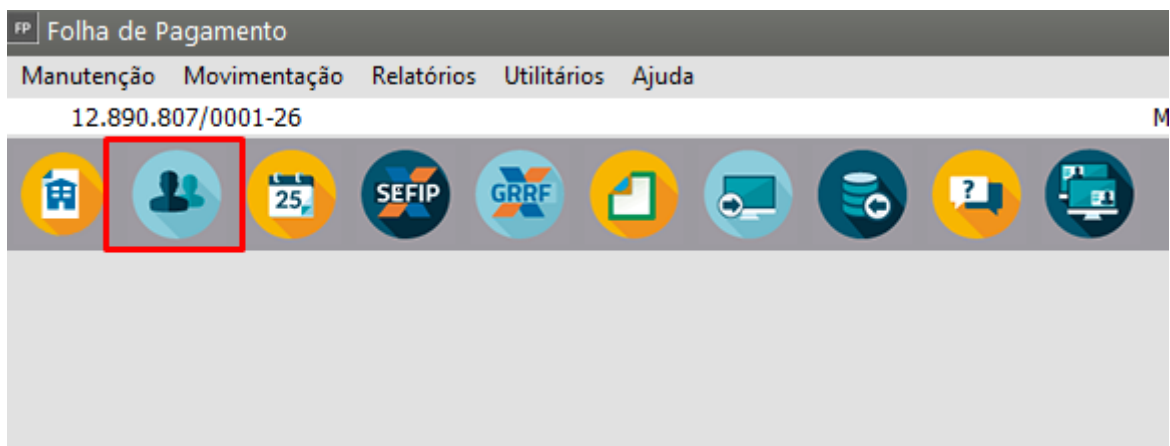 FP Folha de Pagamento
Manutenção Movimentação Relatórios Utilitários Ajuda
12.890.807/0001-26 M
25 SEFIP GRRF ?